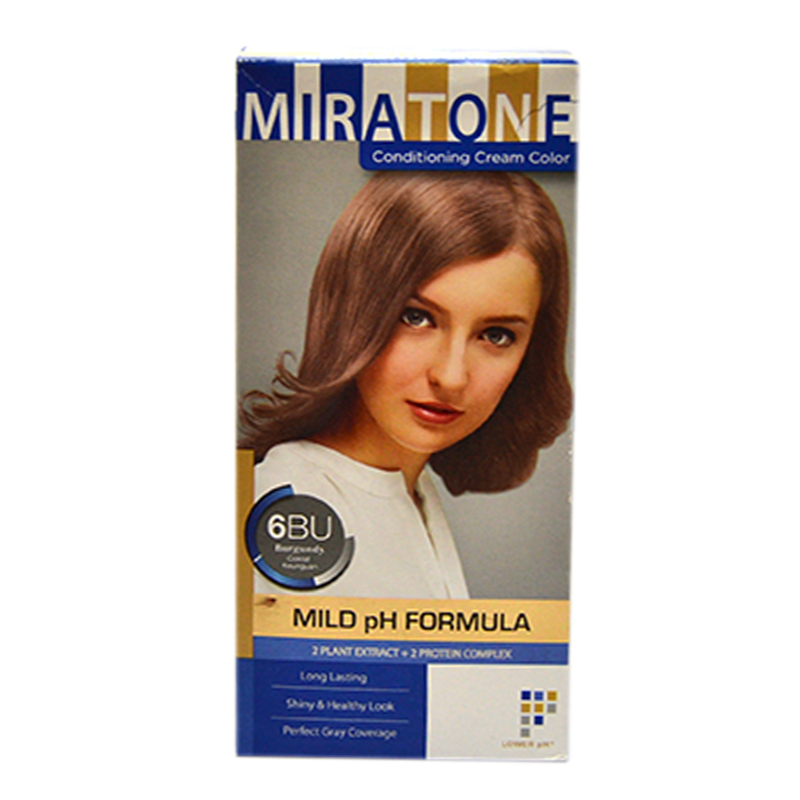 MIRATONE
Conditioning Cream Color
6BU
Burgundy
MILD pH FORMULA
2 PLANT EXTRACT + 2 PROTEIN COMPLEX
Long Lasting
Shiny & Healthy Look
Perfect Gray Coverage